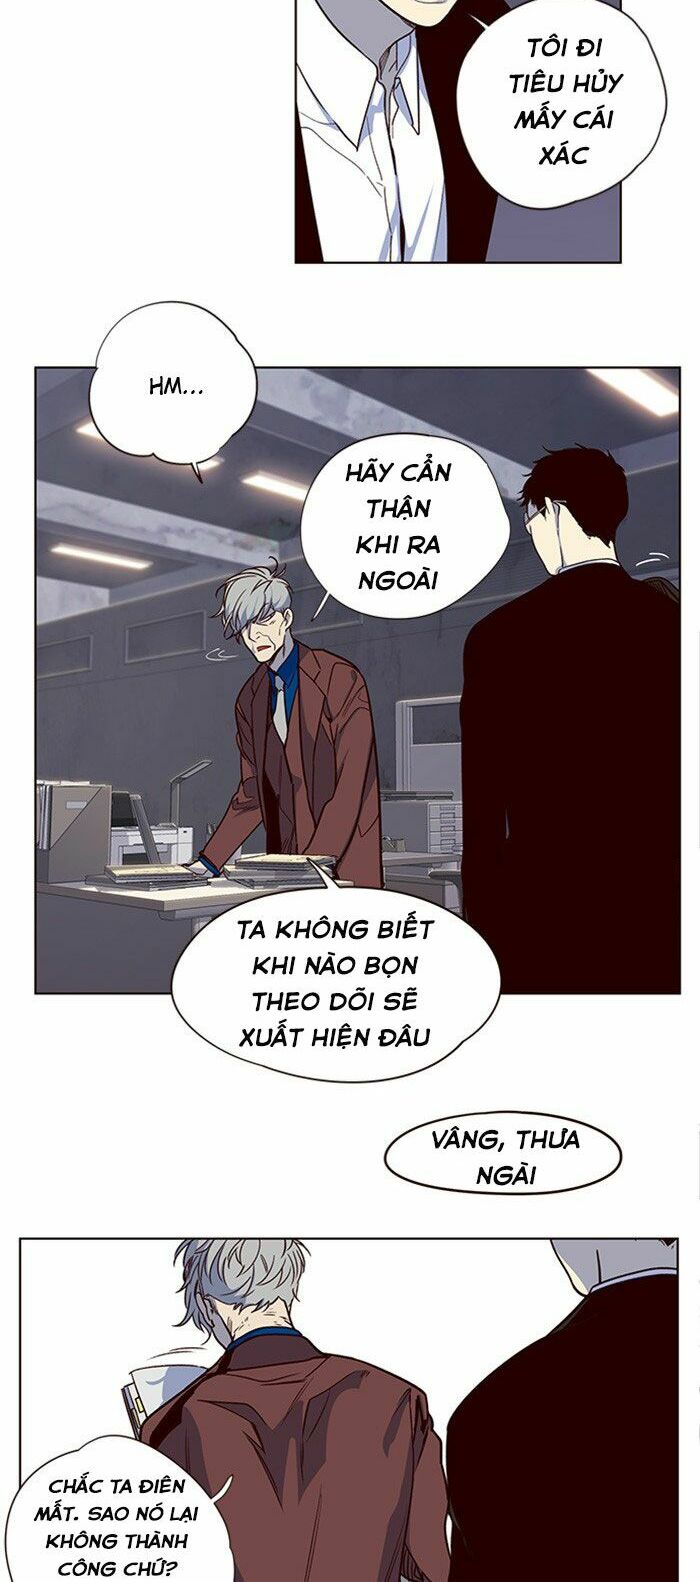 TÔI ĐI
TIÊU HỦY
MẤY CÁI
XÁC
HM...
HÃY CẨN
THẬN
KHI RA
NGOÀI
TA KHÔNG BIẾT
KHI NÀO BỌN
THEO DÕI SẼ
XUẤT HIỆN ĐÂU
VÂNG, THƯA
NGÀI
CHẮC TA ĐIÊN
MẤT. SAO NÓ LẠI
KHÔNG THÀNH
CÔNG CHỨ?